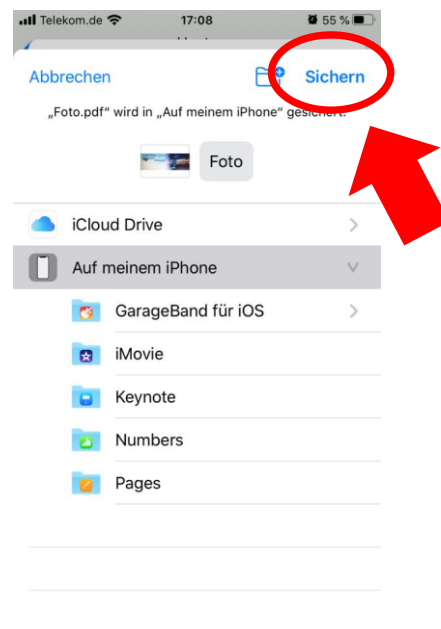 Telekom.de 17:08 55 %
Abbrechen Sichern
„Foto.pdf“ wird in „Auf meinem iPhone“ gesichert.
Foto
iCloud Drive
Auf meinem iPhone
GarageBand für iOS
iMovie
Keynote
Numbers
Pages